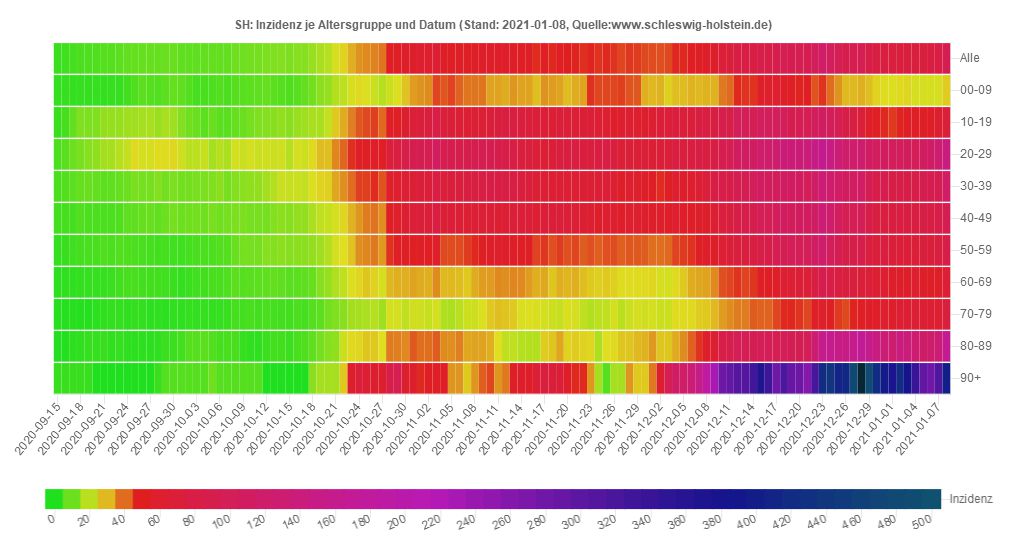 SH: Inzidenz je Altersgruppe und Datum (Stand: 2021-01-08, Quelle:www.schleswig-holstein.de)
Alle
00-09
10-19
20-29
30-39
40-49
50-59
60-69
70-79
80-89
90+
2020-09-15 2020-09-18 2020-09-21 2020-09-24 2020-09-27 2020-09-30 2020-10-03 2020-10-06 2020-10-09 2020-10-12 2020-10-15 2020-10-18 2020-10-21 2020-10-24 2020-10-27 2020-10-30 2020-11-02 2020-11-05 2020-11-08 2020-11-11 2020-11-14 2020-11-17 2020-11-20 2020-11-23 2020-11-26 2020-11-29 2020-12-02 2020-12-05 2020-12-08 2020-12-11 2020-12-14 2020-12-17 2020-12-20 2020-12-23 2020-12-26 2020-12-29 2021-01-01 2021-01-04 2021-01-07
Inzidenz
0 20 40 60 80 100 120 140 160 180 200 220 240 260 280 300 320 340 360 380 400 420 440 460 480 500